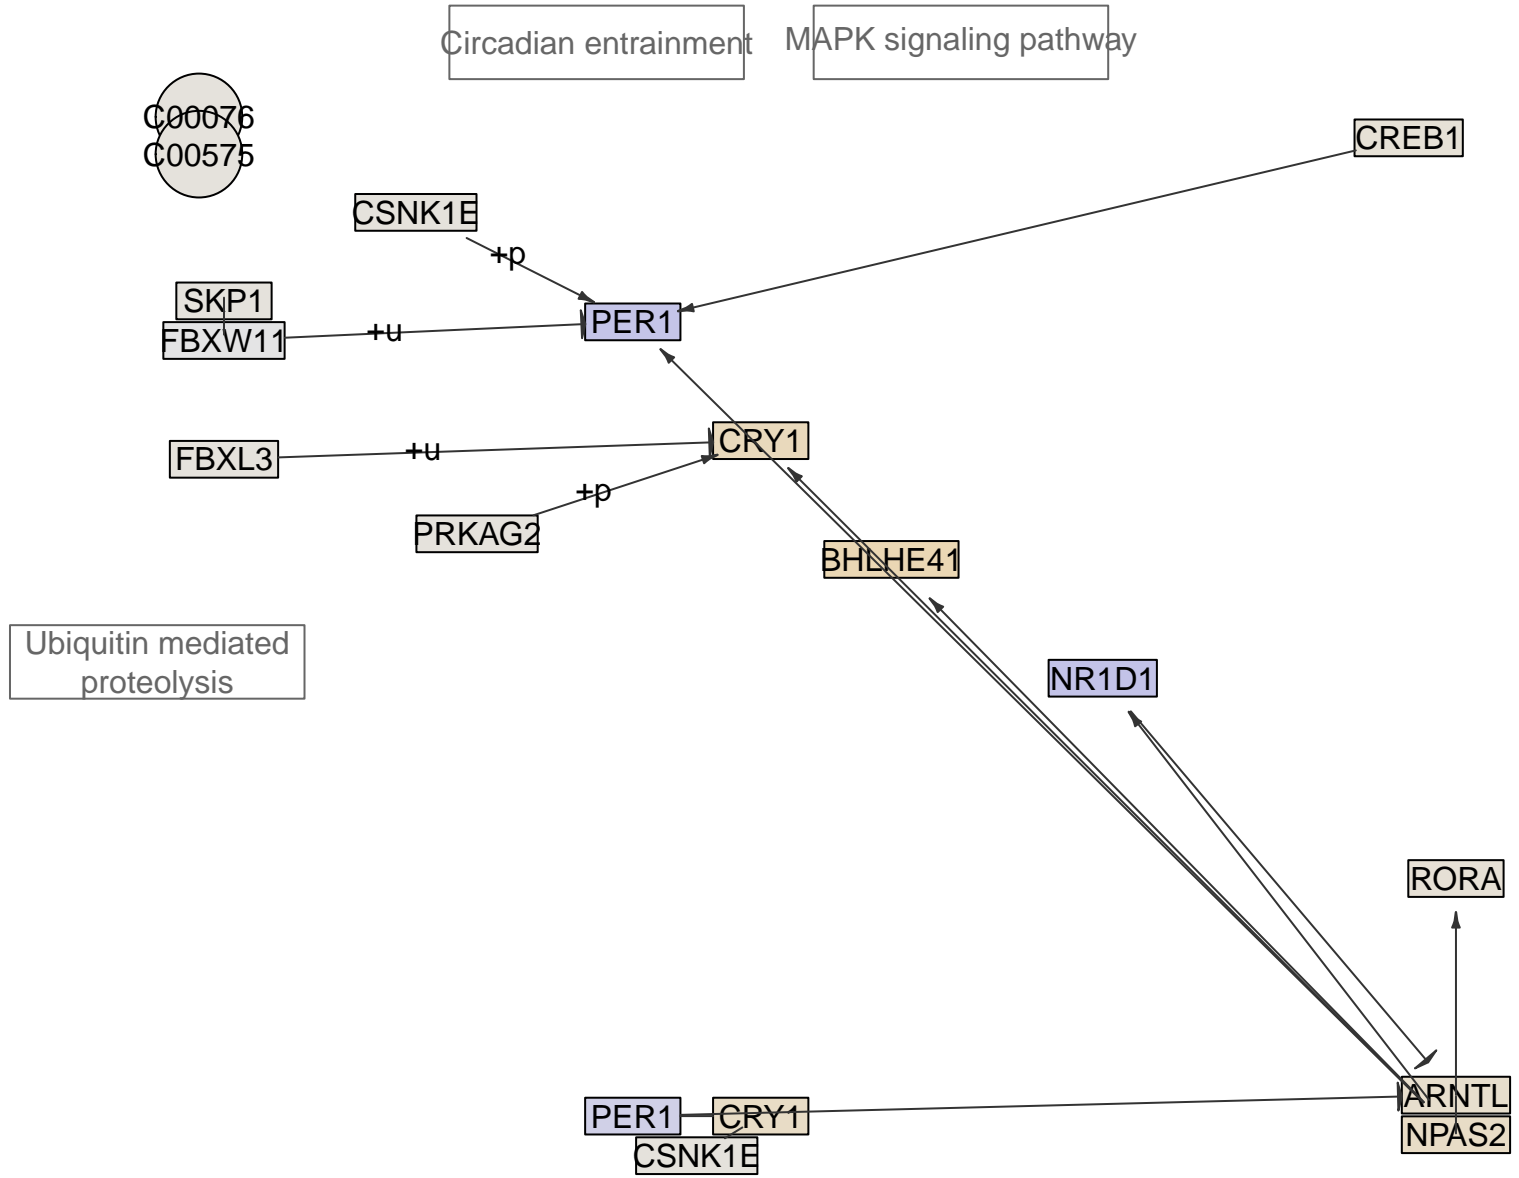 Circadian entrainment
MAPK signaling pathway
C00076
C00575
CREB1
CSNK1E
+p
SKP1
FBXW11
+u
PER1
FBXL3
+u
CRY1
+p
PRKAG2
BHLHE41
Ubiquitin mediated
proteolysis
NR1D1
RORA
ARNTL
NPAS2
PER1
CRY1
CSNK1E